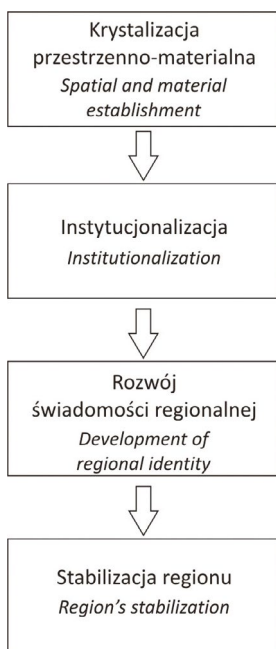 Krystalizacja
przestrzenno-materialna
Spatial and material
establishment
Instytucjonalizacja
Institutionalization
Rozwój
świadomości regionalnej
Development of
regional identity
Stabilizacja regionu
Region's stabilization